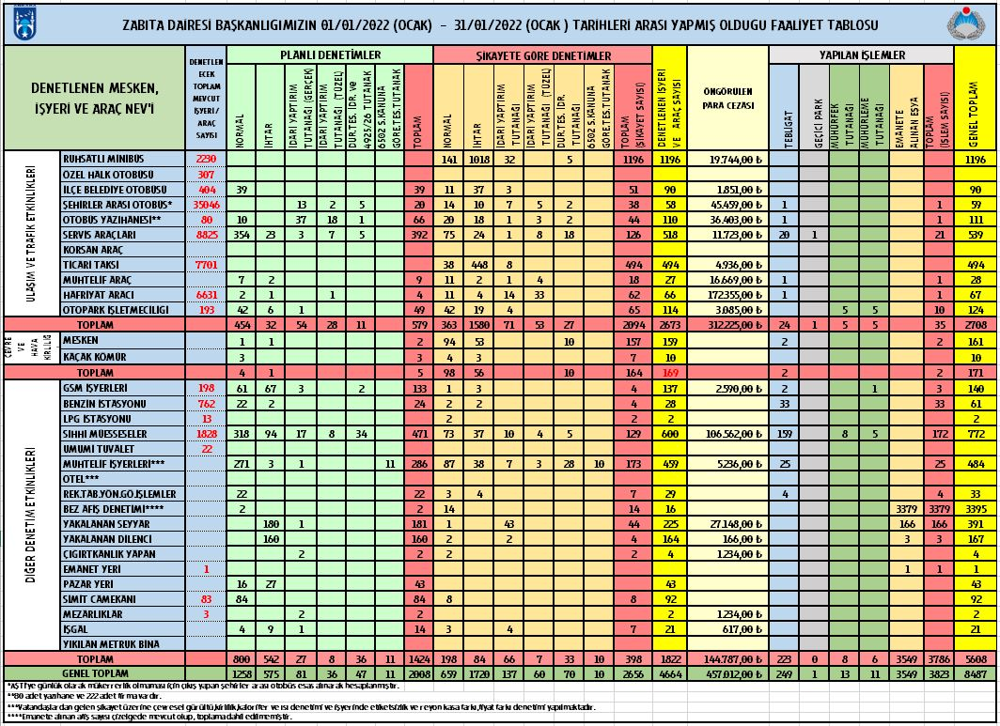 ZABITA DAİRESİ BAŞKANLIĞIMIZIN 01/01/2022 (OCAK) - 31/01/2022 (OCAK ) TARİHLERİ ARASI YAPMIŞ OLDUĞU FAALİYET TABLOSU
DENETLENEN MESKEN, İŞYERİ VE ARAÇ NEV'İ
DENETLEN ECEK TOPLAM MEVCUT İŞYERİ/ ARAÇ SAYISI
PLANLI DENETİMLER
ŞİKAYETE GÖRE DENETİMLER
DENETLENEN İŞYERİ VE ARAÇ SAYISI
ÖNGÖRÜLEN PARA CEZASI
YAPILAN İŞLEMLER
GENEL TOPLAM
NORMAL İHTAR İDARİ YAPTIRIM TUTANAĞI (GERÇEK) İDARİ YAPTIRIM TUTANAĞI (TÜZEL) DUR.TES. İDR. ve 4925/26 TUTANAK 6502 S.KANUNA GÖRE.TES.TUTANAK TOPLAM
NORMAL İHTAR İDARİ YAPTIRIM TUTANAĞI İDARİ YAPTIRIM TUTANAĞI (TÜZEL) DUR.TES. İDR. TUTANAĞI 6502 S.KANUNA GÖRE.TES.TUTANAK TOPLAM (ŞİKAYET SAYISI)
TEBLİGAT GEÇİCİ PARK MÜHÜRFEK TUTANAĞI MÜHÜRLEME TUTANAĞI EMANETE ALINAN EŞYA TOPLAM (İŞLEM SAYISI)
ULAŞIM VE TRAFİK ETKİNLİKLERİ
RUHSATLI MİNİBÜS 2230 141 1018 32 5 1196 1196 19.744,00 ₺ 1196
ÖZEL HALK OTOBÜSÜ 307
İLÇE BELEDİYE OTOBÜSÜ 404 39 39 11 37 3 51 90 1.851,00 ₺ 90
ŞEHİRLER ARASI OTOBÜS* 35046 13 2 5 20 14 10 7 5 2 38 58 45.459,00 ₺ 1 1 59
OTOBÜS YAZIHANESİ** 80 10 37 18 1 66 20 18 1 3 2 44 110 36.403,00 ₺ 1 1 111
SERVİS ARAÇLARI 8825 354 23 3 7 5 392 75 24 1 8 18 126 518 11.723,00 ₺ 20 1 21 539
KORSAN ARAÇ
TİCARİ TAKSİ 7701 38 448 8 494 494 4.936,00 ₺ 494
MUHTELİF ARAÇ 7 2 9 11 2 1 4 18 27 16.669,00 ₺ 1 1 28
HAFRİYAT ARACI 6631 2 1 1 4 11 4 14 33 62 66 172355,00 ₺ 1 1 67
OTOPARK İŞLETMECİLİĞİ 193 42 6 1 49 42 19 4 65 114 3.085,00 ₺ 5 5 10 124
TOPLAM 454 32 54 28 11 579 363 1580 71 53 27 2094 2673 312.225,00 ₺ 24 1 5 5 35 2708
ÇEVRE VE HAVA KİRLİLİĞ
MESKEN 1 1 2 94 53 10 157 159 2 2 161
KAÇAK KÖMÜR 3 3 4 3 7 10 10
TOPLAM 4 1 5 98 56 10 164 169 2 2 171
DİĞER DENETİM ETKİNLİKLERİ
GSM İŞYERLERİ 198 61 67 3 2 133 1 3 4 137 2.590,00 ₺ 2 1 3 140
BENZİN İSTASYONU 762 22 2 24 2 2 4 28 33 33 61
LPG İSTASYONU 13 2 2 2 2
SIHHİ MÜESSESELER 1828 318 94 17 8 34 471 73 37 10 4 5 129 600 106.562,00 ₺ 159 8 5 172 772
UMUMİ TUVALET 22
MUHTELİF İŞYERLERİ*** 271 3 1 11 286 87 38 7 3 28 10 173 459 5236,00 ₺ 25 25 484
OTEL***
REK.TAB.YÖN.GÖ.İŞLEMLER 22 22 3 4 7 29 4 4 33
BEZ AFİŞ DENETİMİ**** 2 2 14 14 16 3379 3379 3395
YAKALANAN SEYYAR 180 1 181 1 43 44 225 27.148,00 ₺ 166 166 391
YAKALANAN DİLENCİ 160 160 2 2 4 164 166,00 ₺ 3 3 167
ÇIĞIRTKANLIK YAPAN 2 2 2 2 4 1.234,00 ₺ 4
EMANET YERİ 1 1 1 1
PAZAR YERİ 16 27 43 43 43
SİMİT CAMEKANI 83 84 84 8 8 92 92
MEZARLIKLAR 3 2 2 2 1.234,00 ₺ 2
İŞGAL 4 9 1 14 3 4 7 21 617,00 ₺ 21
YIKILAN METRUK BİNA
TOPLAM 800 542 27 8 36 11 1424 198 84 66 7 33 10 398 1822 144.787,00 ₺ 223 0 8 6 3549 3786 5608
GENEL TOPLAM 1258 575 81 36 47 11 2008 659 1720 137 60 70 10 2656 4664 457.012,00 ₺ 249 1 13 11 3549 3823 8487
*AŞTİ'ye günlük olarak mükerrerlik olmaması için çıkış yapan şehirler arası otobüs esas alınarak hesaplanmıştır.
**80 adet yazıhane ve 222 adet firma vardır.
***Vatandaşlardan gelen şikayet üzerine çevresel gürültü,kirlilik,kalorifer ve ısı denetimi ve işyerinde etiketsizlik ve reyon kasa farkı,fiyat farkı denetimi yapılmaktadır.
****Emanete alınan afiş sayısı çizelgede mevcut olup, toplama dahil edilmemiştir.